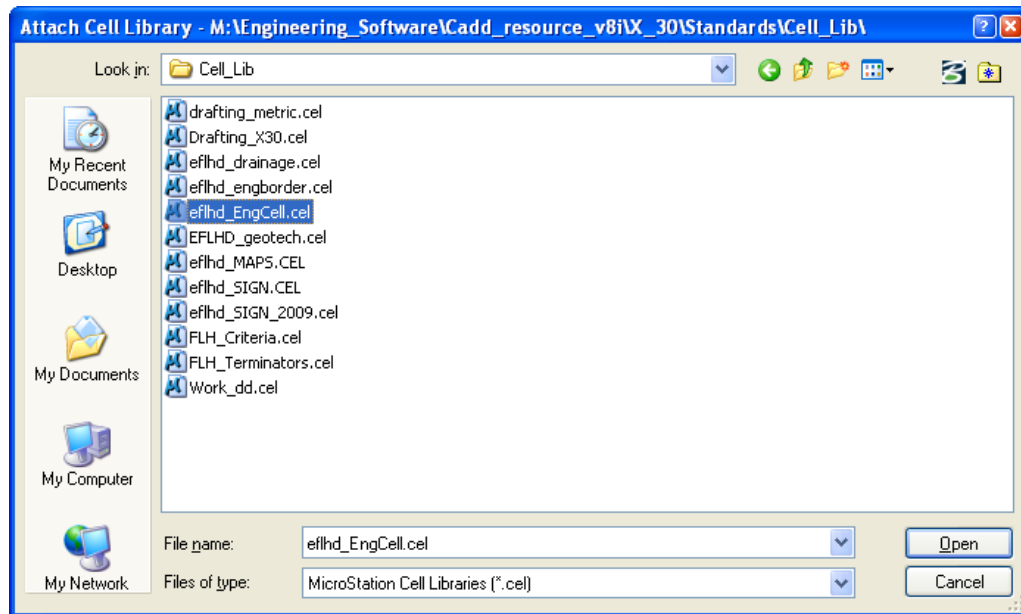 Attach Cell Library - M:\Engineering_Software\Cadd_resource_v8i\X_30\Standards\Cell_Lib\
Look in: Cell_Lib
My Recent Documents
Desktop
My Documents
My Computer
My Network
drafting_metric.cel
Drafting_X30.cel
eflhd_drainage.cel
eflhd_engborder.cel
eflhd_EngCell.cel
EFLHD_geotech.cel
eflhd_MAPS.CEL
eflhd_SIGN.CEL
eflhd_SIGN_2009.cel
FLH_Criteria.cel
FLH_Terminators.cel
Work_dd.cel
File name: eflhd_EngCell.cel Open
Files of type: MicroStation Cell Libraries (*.cel) Cancel